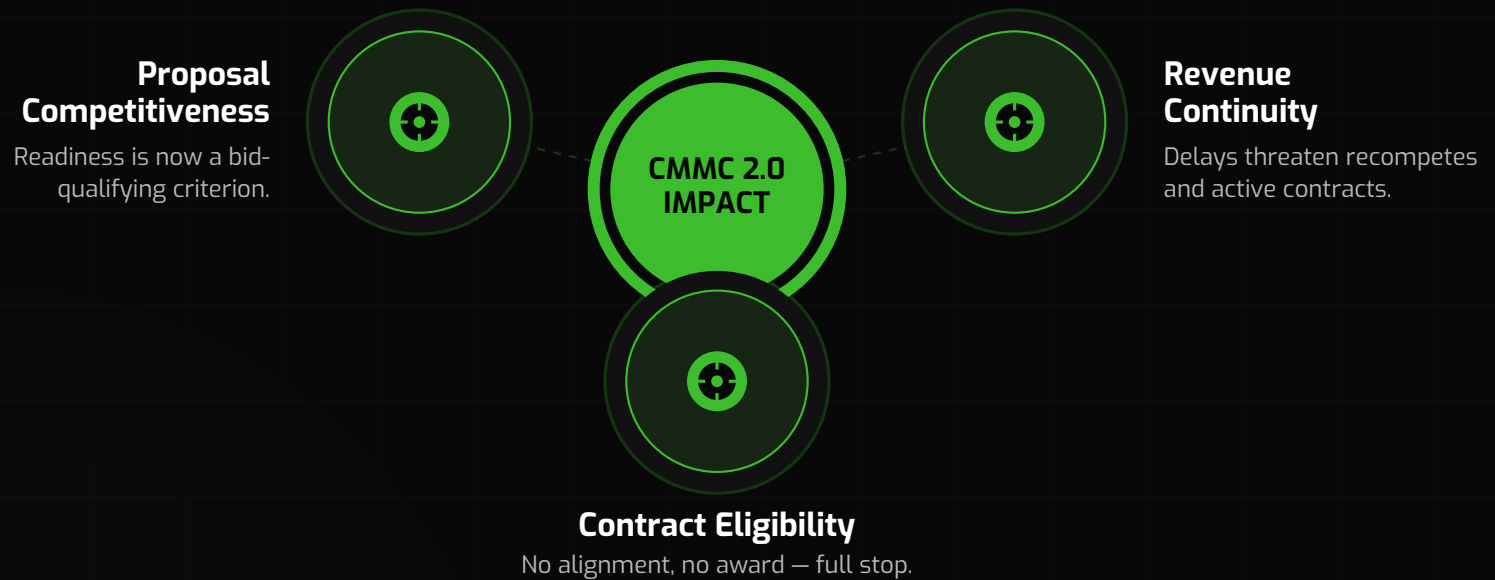 Proposal
Competitiveness
Readiness is now a bid-
qualifying criterion.
CMMC 2.0
IMPACT
Revenue
Continuity
Delays threaten recompetes
and active contracts.
Contract Eligibility
No alignment, no award — full stop.